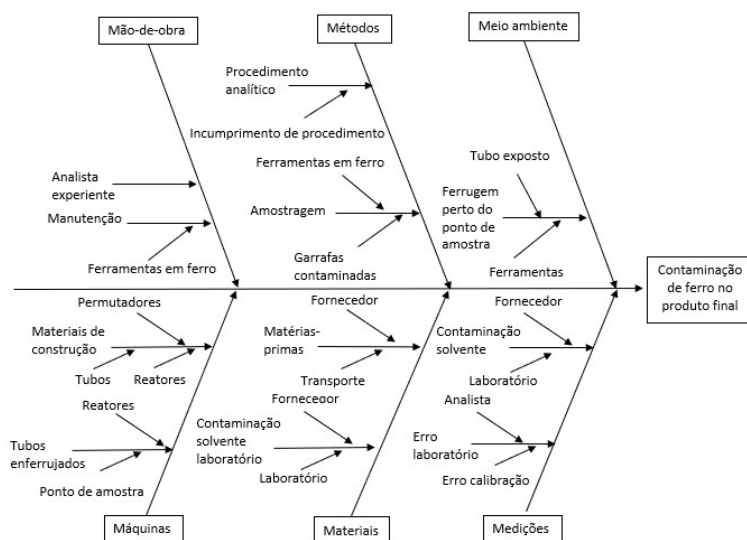 Mão-de-obra
Métodos
Meio ambiente
Procedimento
analítico
Incumprimento de procedimento
Analista
experiente
Manutenção
Ferramentas em ferro
Ferramentas em ferro
Amostragem
Garrafas
contaminadas
Tubo exposto
Ferrugem
perto do
ponto de
amostra
Ferramentas
Contaminação
de ferro no
produto final
Permutadores
Materiais de
construção
Tubos
Reatores
Reatores
Tubos
enferrujados
Ponto de amostra
Fornecedor
Matérias-
primas
Transporte
Fornecedor
Contaminação
solvente
laboratório
Laboratório
Fornecedor
Contaminação
solvente
Laboratório
Analista
Erro
laboratório
Erro calibração
Máquinas
Materiais
Medições